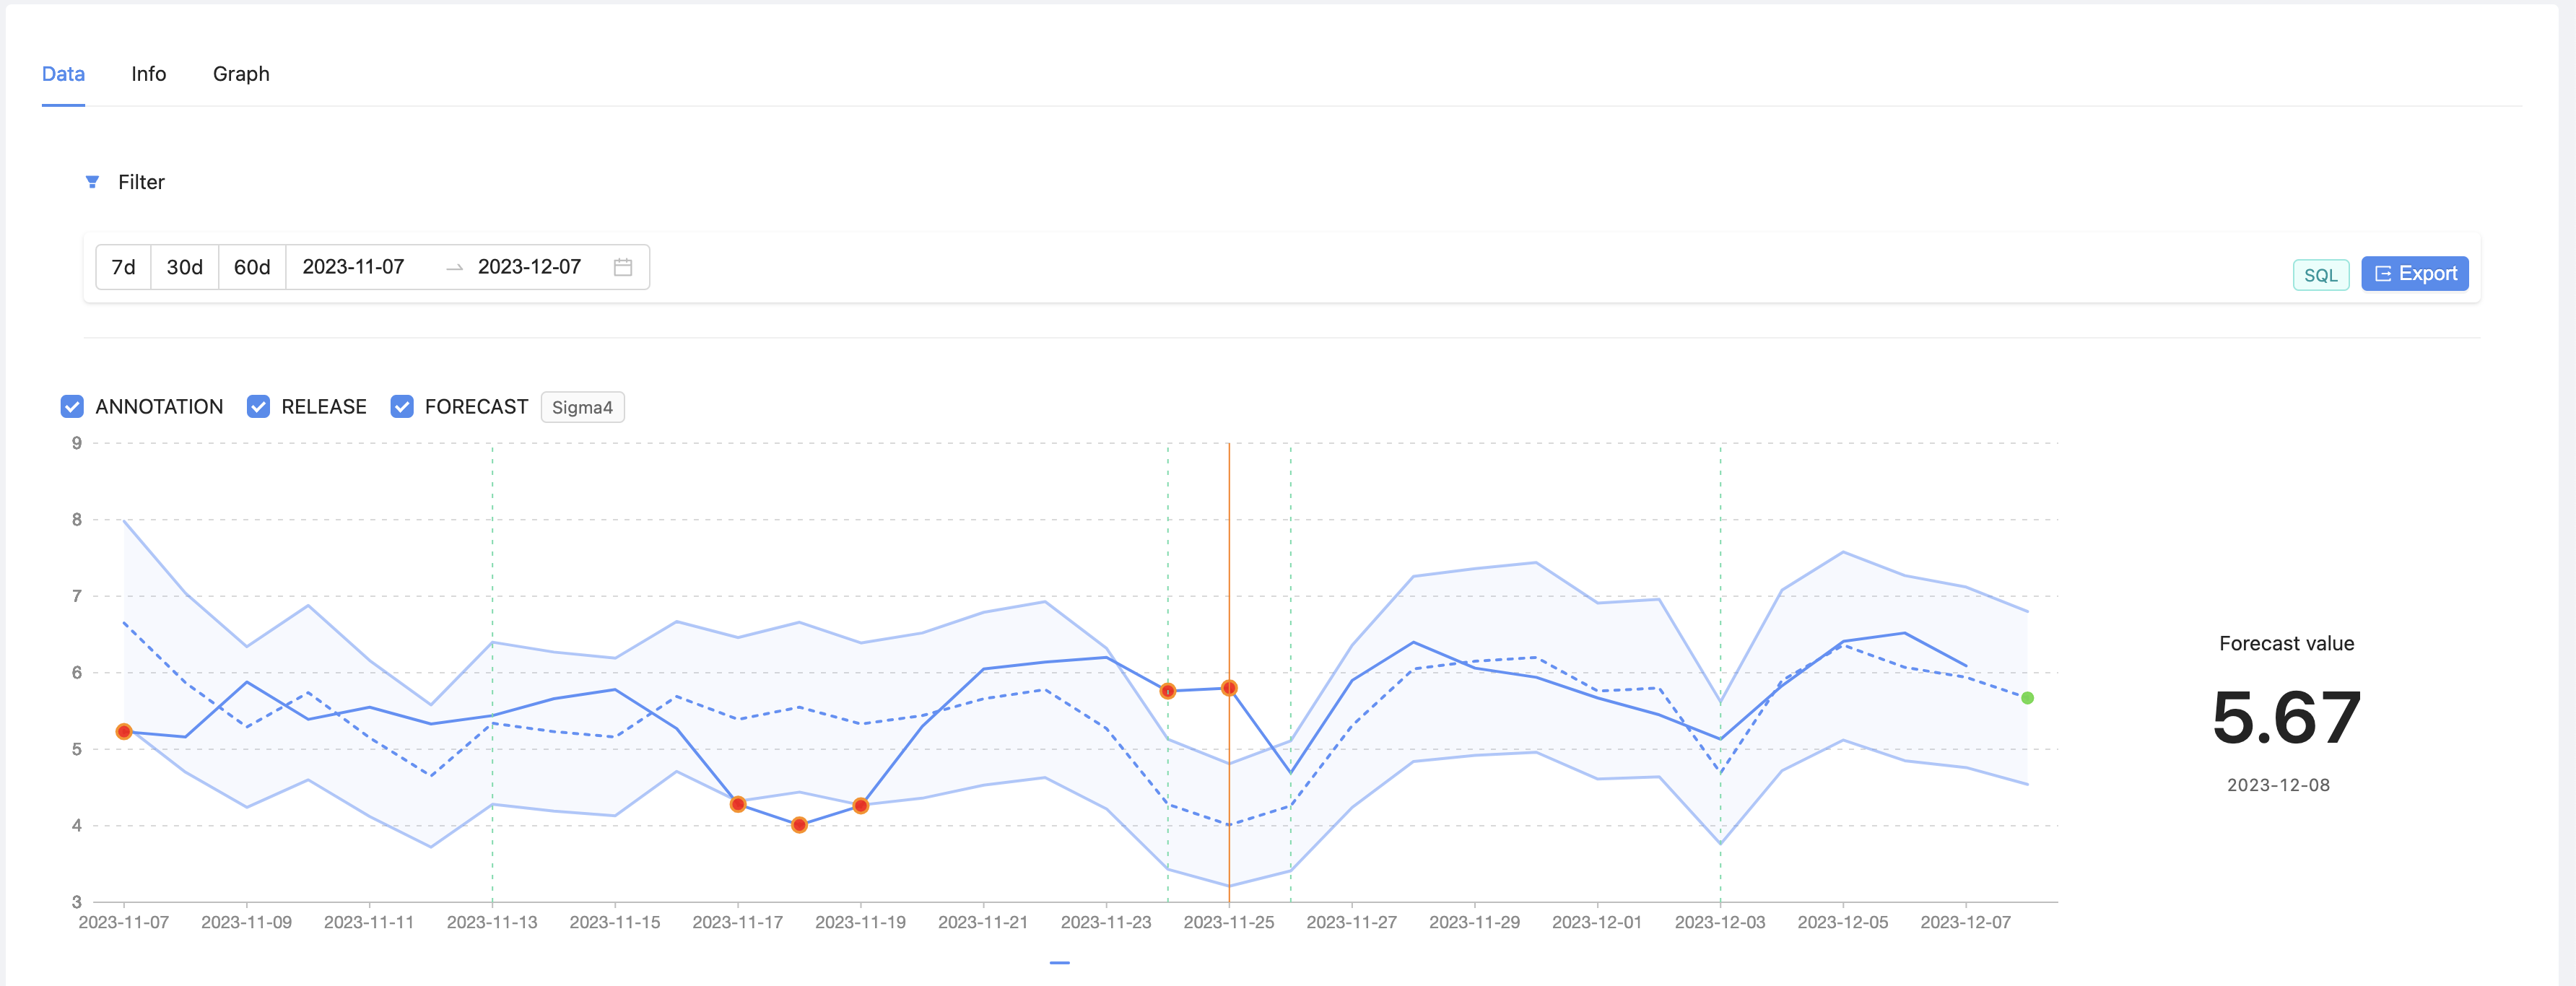 Data Info Graph
Filter
7d 30d 60d 2023-11-07 2023-12-07
SQL Export
ANNOTATION RELEASE FORECAST Sigma4
9
8
7
6
5
4
3
2023-11-07 2023-11-09 2023-11-11 2023-11-13 2023-11-15 2023-11-17 2023-11-19 2023-11-21 2023-11-23 2023-11-25 2023-11-27 2023-11-29 2023-12-01 2023-12-03 2023-12-05 2023-12-07
Forecast value
5.67
2023-12-08